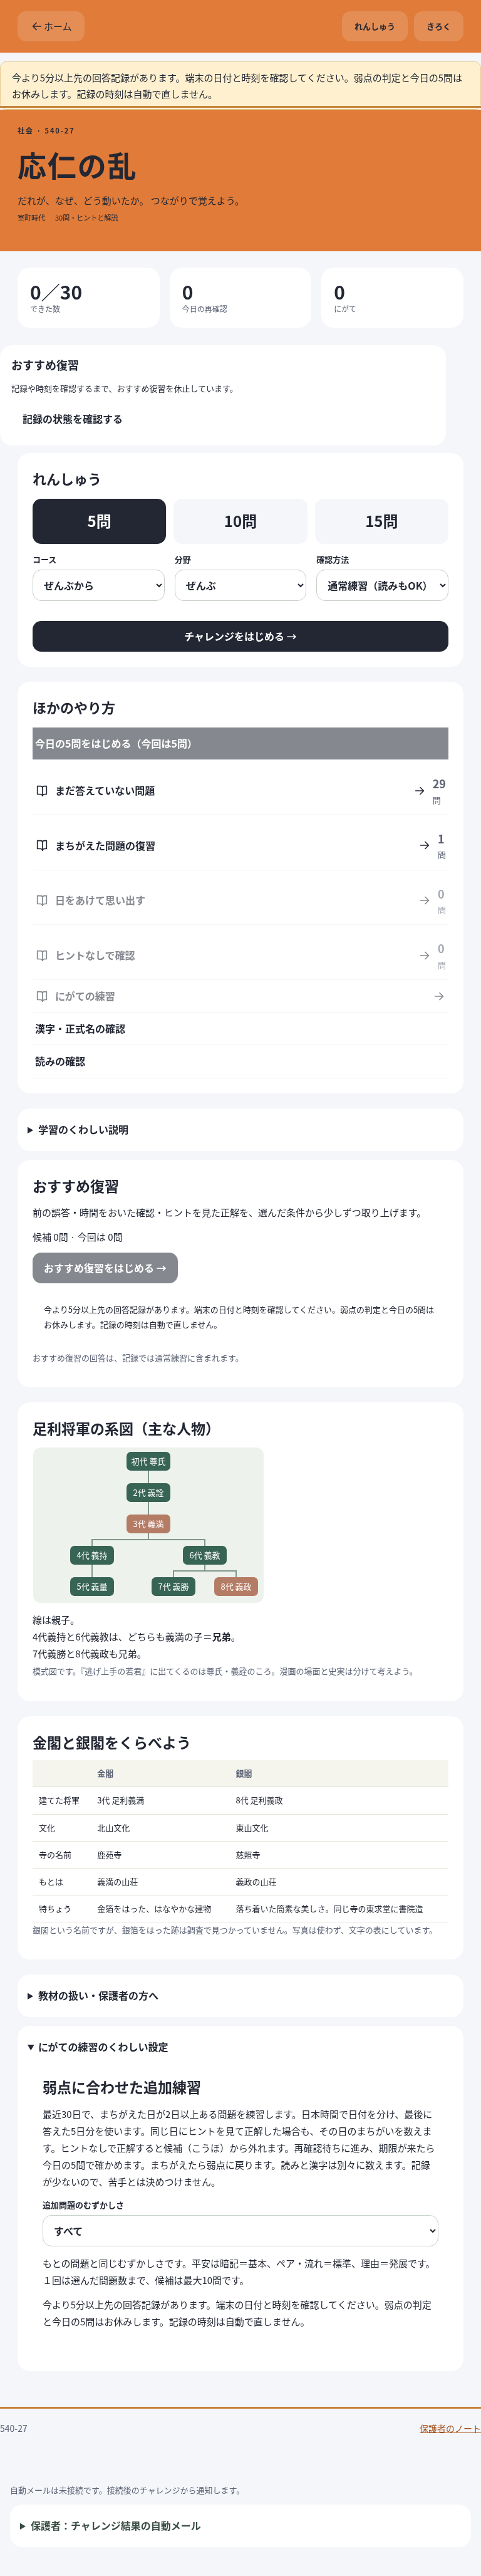 ←ホーム
れんしゅう
きろく
今より5分以上先の回答記録があります。端末の日付と時刻を確認してください。弱点の判定と今日の5問は
お休みします。記録の時刻は自動で直しません。
社会 · 540-27
応仁の乱
だれが、なぜ、どう動いたか。 つながりで覚えよう。
室町時代 30問・ヒントと解説
0／30
できた数
0
今日の再確認
0
にがて
おすすめ復習
記録や時刻を確認するまで、おすすめ復習を休止しています。
記録の状態を確認する
れんしゅう
5問
10問
15問
コース
分野
確認方法
ぜんぶから
ぜんぶ
通常練習（読みもOK）
チャレンジをはじめる →
ほかのやり方
今日の5問をはじめる（今回は5問）
まだ答えていない問題 → 29問
まちがえた問題の復習 → 1問
日をあけて思い出す → 0問
ヒントなしで確認 → 0問
にがての練習 →
漢字・正式名の確認
読みの確認
▶ 学習のくわしい説明
おすすめ復習
前の誤答・時間をおいた確認・ヒントを見た正解を、選んだ条件から少しずつ取り上げます。
候補 0問 · 今回は 0問
おすすめ復習をはじめる →
今より5分以上先の回答記録があります。端末の日付と時刻を確認してください。弱点の判定と今日の5問は
お休みします。記録の時刻は自動で直しません。
おすすめ復習の回答は、記録では通常練習に含まれます。
足利将軍の系図（主な人物）
初代 尊氏
2代 義詮
3代 義満
4代 義持
6代 義教
5代 義量
7代 義勝
8代 義政
線は親子。
4代義持と6代義教は、どちらも義満の子＝兄弟。
7代義勝と8代義政も兄弟。
模式図です。『逃げ上手の若君』に出てくるのは尊氏・義詮のころ。漫画の場面と史実は分けて考えよう。
金閣と銀閣をくらべよう
金閣 銀閣
建てた将軍 3代 足利義満 8代 足利義政
文化 北山文化 東山文化
寺の名前 鹿苑寺 慈照寺
もとは 義満の山荘 義政の山荘
特ちょう 金箔をはった、はなやかな建物 落ち着いた簡素な美しさ。同じ寺の東求堂に書院造
銀閣という名前ですが、銀箔をはった跡は調査で見つかっていません。写真は使わず、文字の表にしています。
▶ 教材の扱い・保護者の方へ
▼ にがての練習のくわしい設定
弱点に合わせた追加練習
最近30日で、まちがえた日が2日以上ある問題を練習します。日本時間で日付を分け、最後に
答えた5日分を使います。同じ日にヒントを見て正解した場合も、その日のまちがいを数えま
す。ヒントなしで正解すると候補（こうほ）から外れます。再確認待ちに進み、期限が来たら
今日の5問で確かめます。まちがえたら弱点に戻ります。読みと漢字は別々に数えます。記録
が少ないので、苦手とは決めつけません。
追加問題のむずかしさ
すべて
もとの問題と同じむずかしさです。平安は暗記＝基本、ペア・流れ＝標準、理由＝発展です。
１回は選んだ問題数まで、候補は最大10問です。
今より5分以上先の回答記録があります。端末の日付と時刻を確認してください。弱点の判定
と今日の5問はお休みします。記録の時刻は自動で直しません。
540-27
保護者のノート
自動メールは未接続です。接続後のチャレンジから通知します。
▶ 保護者：チャレンジ結果の自動メール